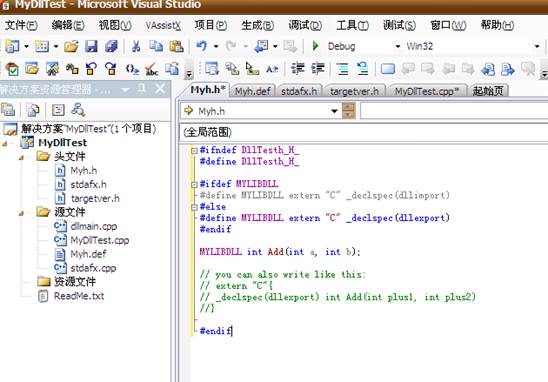 MyDllTest - Microsoft Visual Studio
文件(F) 编辑(E) 视图(V) VAssistX 项目(P) 生成(B) 调试(D) 工具(T) 测试(S) 窗口(W) 帮助(H)
Debug Win32
解决方案资源管理器 - ...
Myh.h* Myh.def stdafx.h targetver.h MyDllTest.cpp* 起始页
Myh.h
(全局范围)
解决方案"MyDllTest"(1 个项目)
MyDllTest
头文件
Myh.h
stdafx.h
targetver.h
源文件
dllmain.cpp
MyDllTest.cpp
Myh.def
stdafx.cpp
资源文件
ReadMe.txt
#ifndef DllTesth_H_
#define DllTesth_H_
#ifdef MYLIBDLL
#define MYLIBDLL extern "C" _declspec(dllimport)
#else
#define MYLIBDLL extern "C" _declspec(dllexport)
#endif
MYLIBDLL int Add(int a, int b);
// you can also write like this:
// extern "C"{
// _declspec(dllexport) int Add(int plus1, int plus2)
//}
#endif